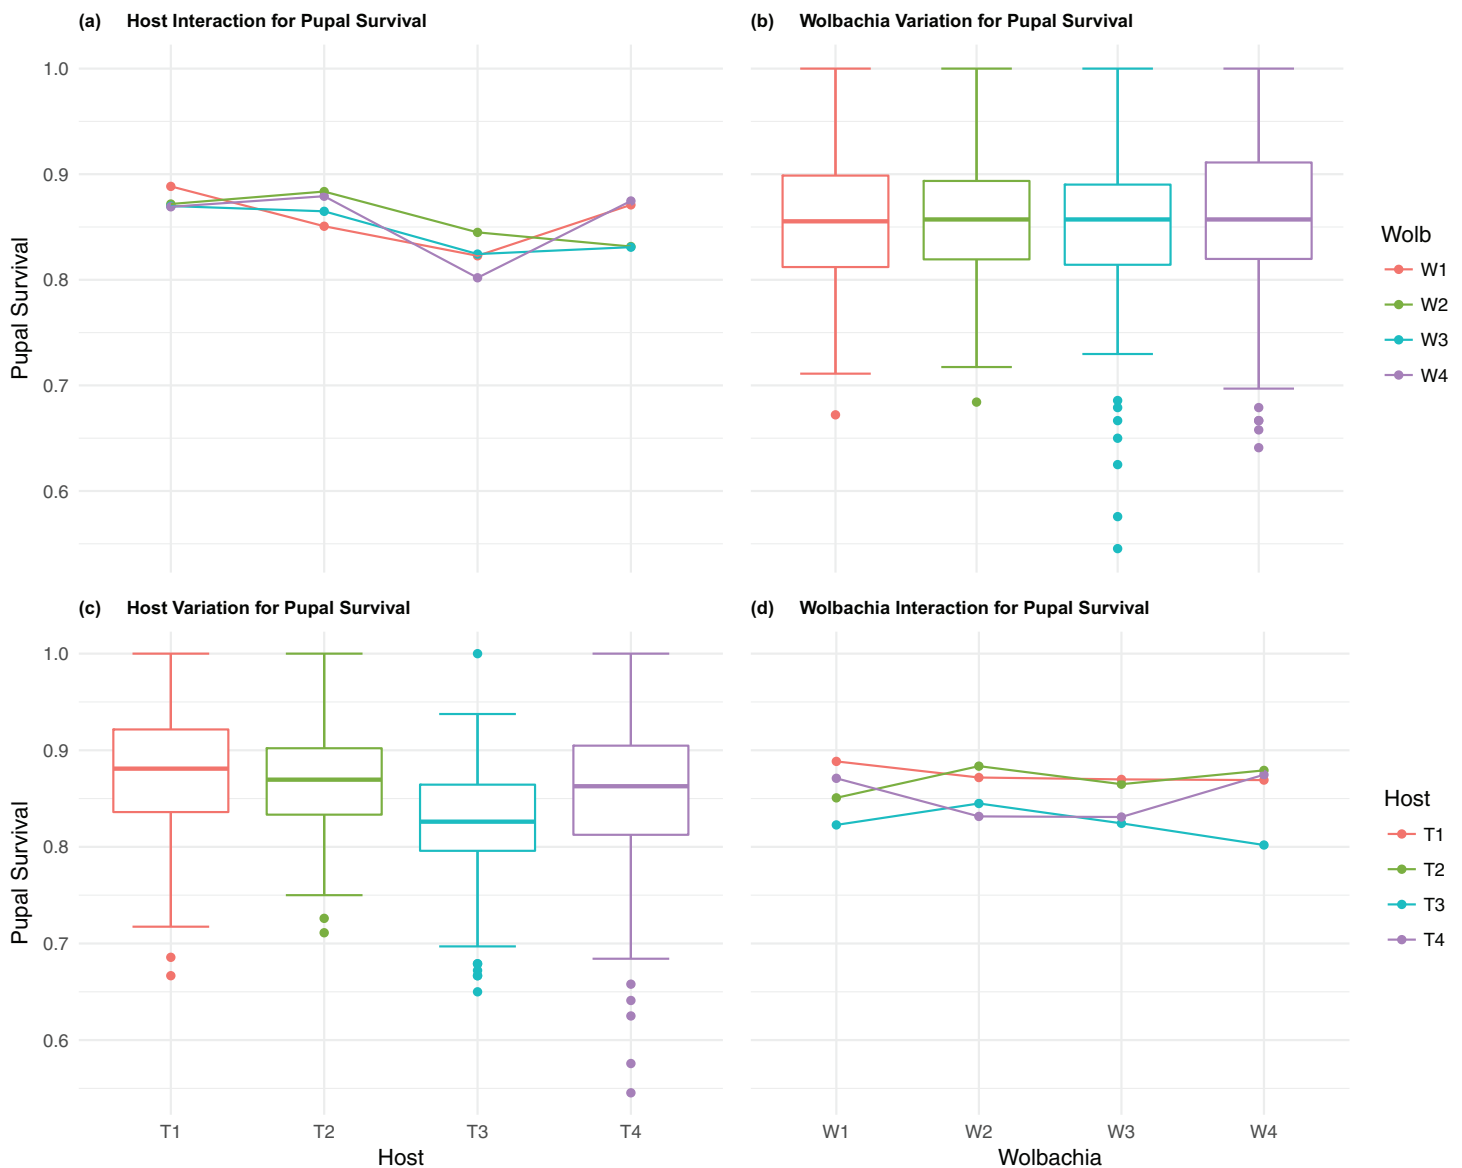 (a) Host Interaction for Pupal Survival
(b) Wolbachia Variation for Pupal Survival
1.0
0.9
0.8
0.7
0.6
Pupal Survival
Wolb
W1
W2
W3
W4
(c) Host Variation for Pupal Survival
(d) Wolbachia Interaction for Pupal Survival
1.0
0.9
0.8
0.7
0.6
Pupal Survival
Host
T1
T2
T3
T4
T1 T2 T3 T4
W1 W2 W3 W4
Host
Wolbachia